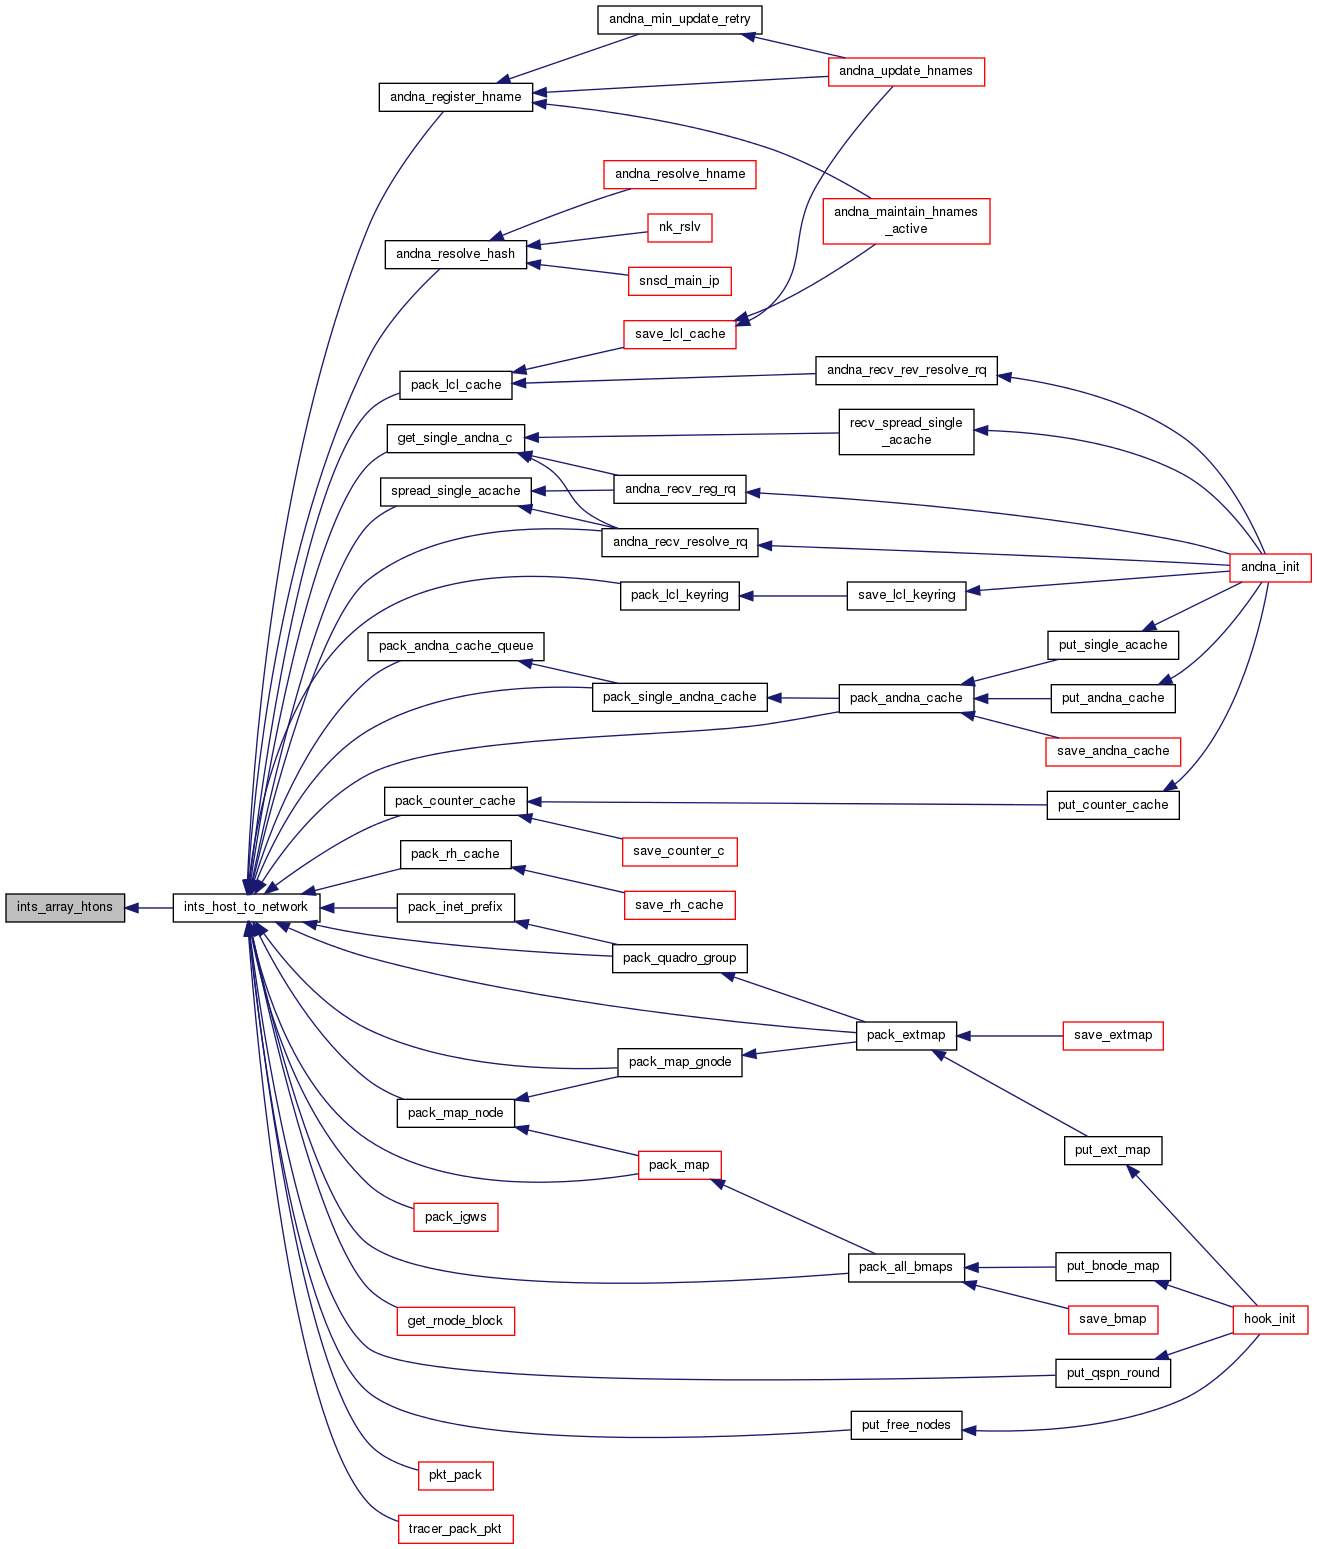 andna_min_update_retry
andna_update_hnames
andna_register_hname
andna_resolve_hname
andna_maintain_hnames
_active
nk_rslv
andna_resolve_hash
snsd_main_ip
save_lcl_cache
andna_recv_rev_resolve_rq
pack_lcl_cache
recv_spread_single
_acache
get_single_andna_c
spread_single_acache
andna_recv_reg_rq
andna_recv_resolve_rq
andna_init
pack_lcl_keyring
save_lcl_keyring
pack_andna_cache_queue
put_single_acache
pack_single_andna_cache
pack_andna_cache
put_andna_cache
save_andna_cache
pack_counter_cache
put_counter_cache
save_counter_c
pack_rh_cache
save_rh_cache
ints_array_htons
ints_host_to_network
pack_inet_prefix
pack_quadro_group
pack_extmap
save_extmap
pack_map_gnode
pack_map_node
put_ext_map
pack_map
pack_igws
pack_all_bmaps
put_bnode_map
get_rnode_block
save_bmap
hook_init
put_qspn_round
put_free_nodes
pkt_pack
tracer_pack_pkt